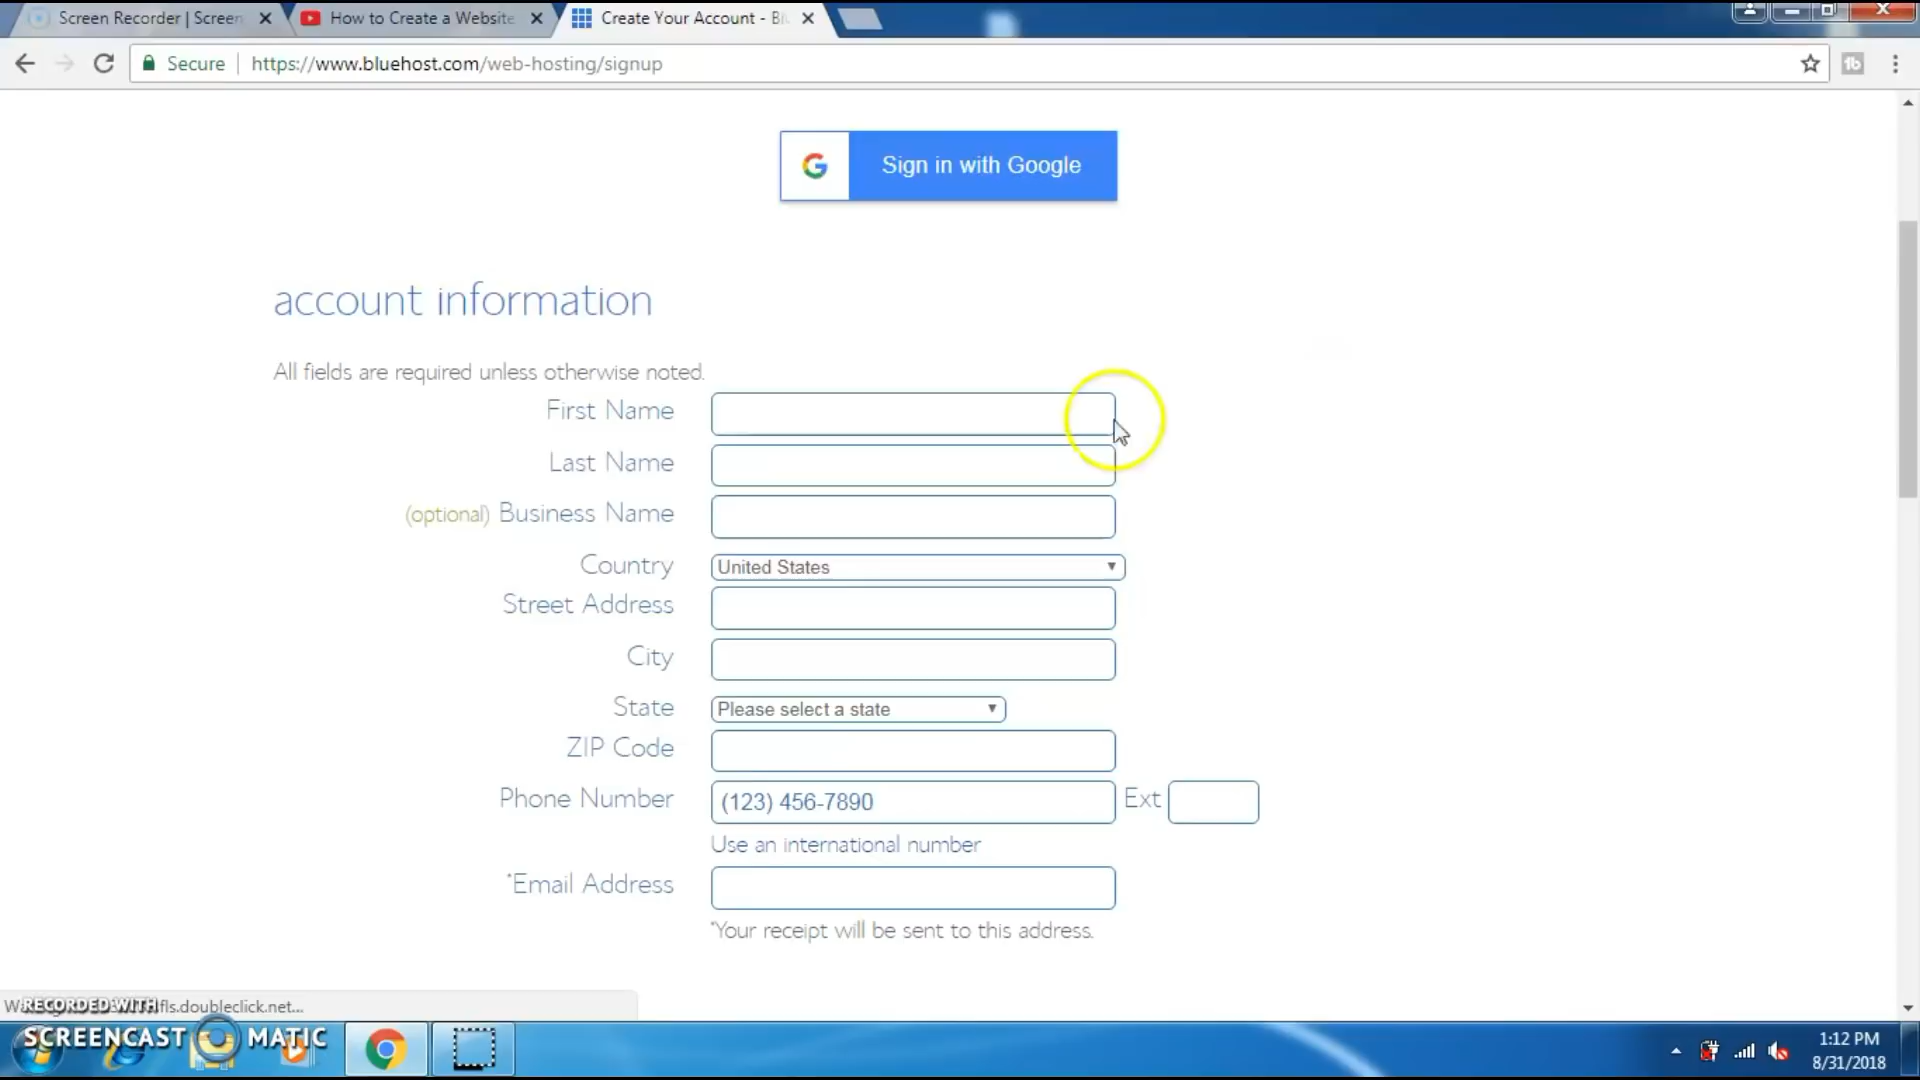 Screen Recorder | Screen
How to Create a Website
Create Your Account - Bl
Secure
https://www.bluehost.com/web-hosting/signup
G
Sign in with Google
account information
All fields are required unless otherwise noted.
First Name
Last Name
(optional) Business Name
Country
United States
Street Address
City
State
Please select a state
ZIP Code
Phone Number
(123) 456-7890
Ext
Use an international number
*Email Address
*Your receipt will be sent to this address.
fls.doubleclick.net...
RECORDED WITH
SCREENCAST MATIC
1:12 PM
8/31/2018